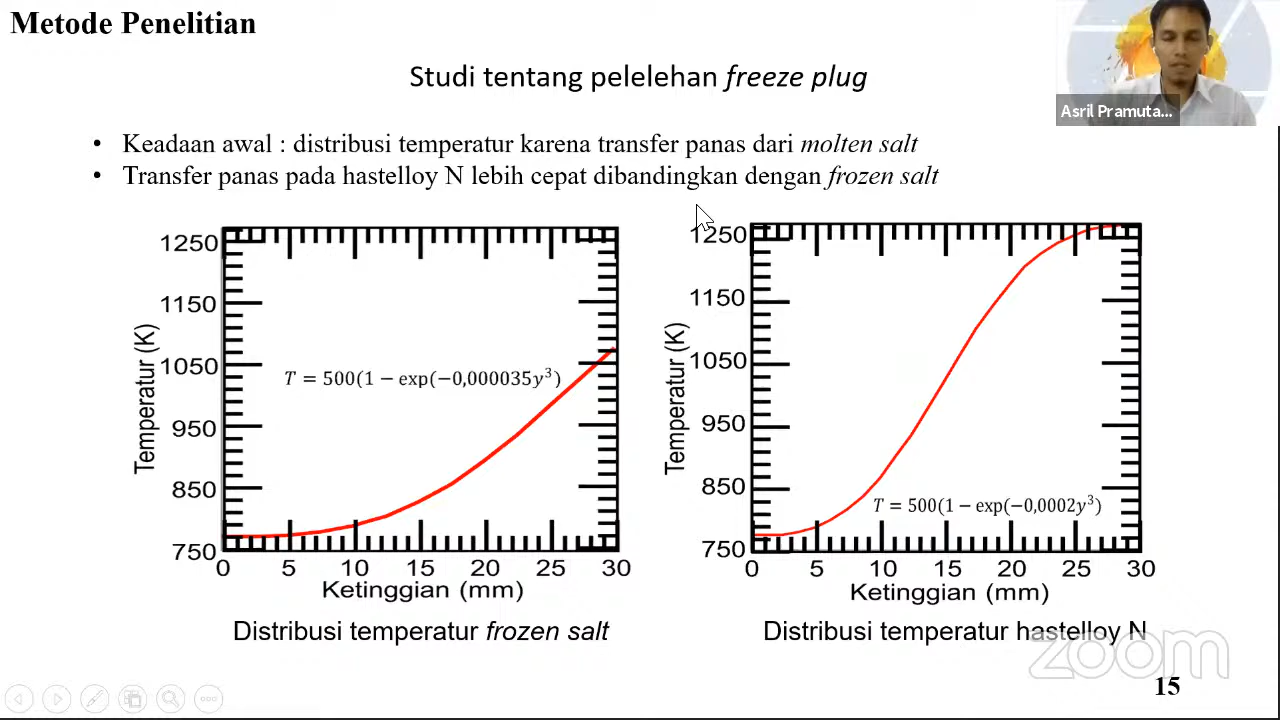 Metode Penelitian
Studi tentang pelelehan freeze plug
Asril Pramuta...
• Keadaan awal : distribusi temperatur karena transfer panas dari molten salt
• Transfer panas pada hastelloy N lebih cepat dibandingkan dengan frozen salt
1250
1150
1050
950
850
750
Temperatur (K)
T = 500(1 − exp(−0,000035y³)
0 5 10 15 20 25 30
Ketinggian (mm)
Distribusi temperatur frozen salt
1250
1150
1050
950
850
750
Temperatur (K)
T = 500(1 − exp(−0,0002y³)
0 5 10 15 20 25 30
Ketinggian (mm)
Distribusi temperatur hastelloy N
zoom
15